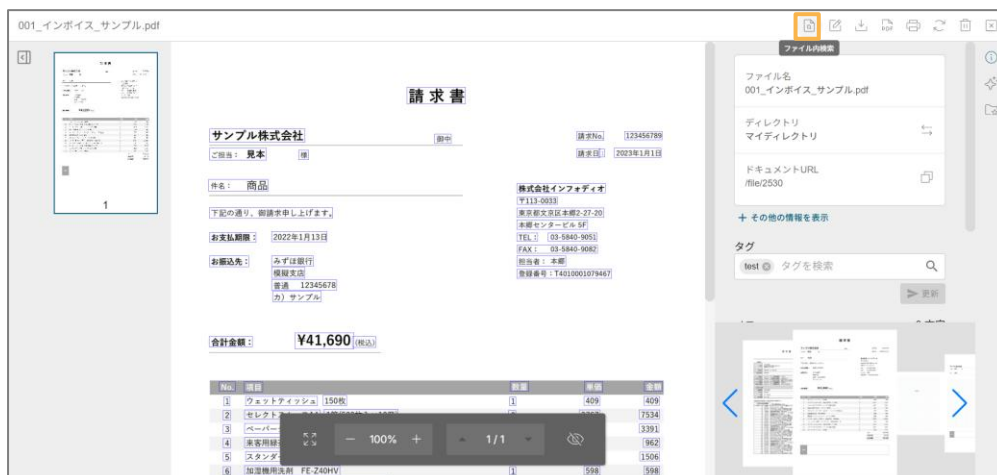 001_インボイス_サンプル.pdf
PDF
ファイル内検索
1
請求書
サンプル株式会社 御中
ご担当： 見本 様
請求No. 123456789
請求日: 2023年1月1日
件名： 商品
下記の通り、御請求申し上げます。
お支払期限： 2022年1月13日
お振込先： みずほ銀行
模擬支店
普通 12345678
カ）サンプル
株式会社インフォディオ
〒113-0033
東京都文京区本郷2-27-20
本郷センタービル 5F
TEL： 03-5840-9051
FAX： 03-5840-9082
担当者： 本郷
登録番号：T4010001079467
合計金額： ¥41,690 (税込)
No. 項目 数量 単価 金額
1 ウェットティッシュ 150枚 1 409 409
2 セレクト 7534
3 ペーパー 3391
4 来客用緑 962
5 スタンダ 1506
6 加湿機用洗剤 FE-Z40HV 1 598 598
100%
1/1
ファイル名
001_インボイス_サンプル.pdf
ディレクトリ
マイディレクトリ
ドキュメントURL
/file/2530
+ その他の情報を表示
タグ
test タグを検索
更新